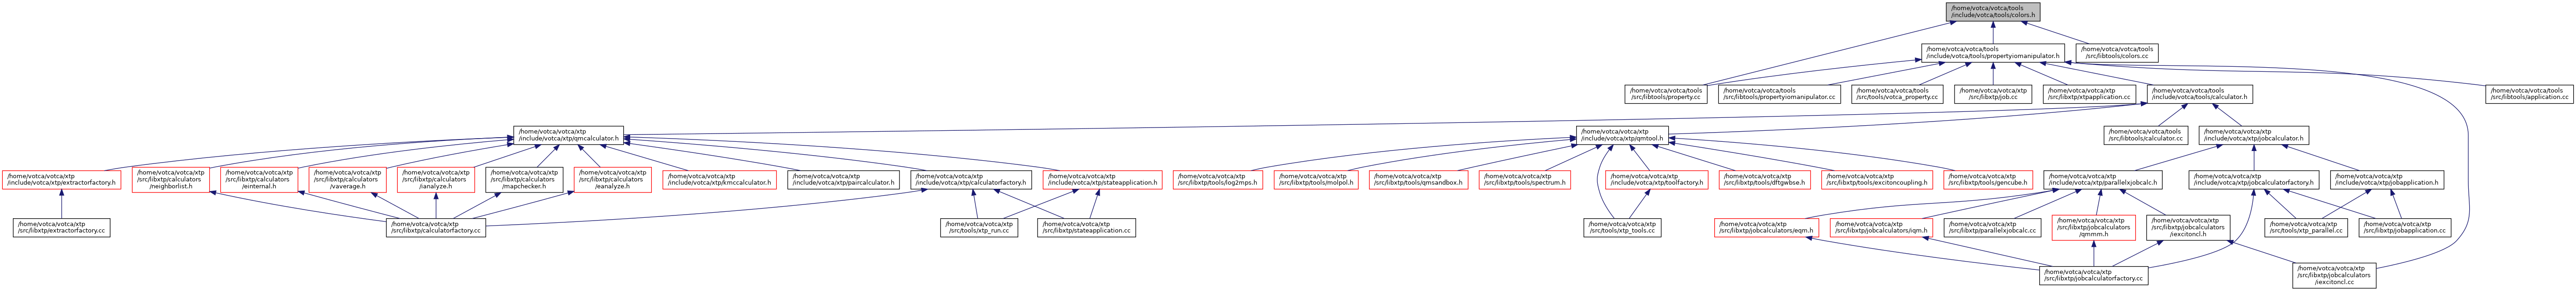 /home/votca/votca/tools
/include/votca/tools/colors.h
/home/votca/votca/tools
/include/votca/tools/propertyiomanipulator.h
/home/votca/votca/tools
/src/libtools/colors.cc
/home/votca/votca/tools
/src/libtools/property.cc
/home/votca/votca/tools
/src/libtools/propertyiomanipulator.cc
/home/votca/votca/tools
/src/tools/votca_property.cc
/home/votca/votca/xtp
/src/libxtp/job.cc
/home/votca/votca/xtp
/src/libxtp/xtpapplication.cc
/home/votca/votca/tools
/include/votca/tools/calculator.h
/home/votca/votca/tools
/src/libtools/application.cc
/home/votca/votca/xtp
/include/votca/xtp/qmcalculator.h
/home/votca/votca/xtp
/include/votca/xtp/qmtool.h
/home/votca/votca/tools
/src/libtools/calculator.cc
/home/votca/votca/xtp
/include/votca/xtp/jobcalculator.h
/home/votca/votca/xtp
/include/votca/xtp/extractorfactory.h
/home/votca/votca/xtp
/src/libxtp/calculators
/neighborlist.h
/home/votca/votca/xtp
/src/libxtp/calculators
/einternal.h
/home/votca/votca/xtp
/src/libxtp/calculators
/vaverage.h
/home/votca/votca/xtp
/src/libxtp/calculators
/ianalyze.h
/home/votca/votca/xtp
/src/libxtp/calculators
/mapchecker.h
/home/votca/votca/xtp
/src/libxtp/calculators
/eanalyze.h
/home/votca/votca/xtp
/include/votca/xtp/kmccalculator.h
/home/votca/votca/xtp
/include/votca/xtp/paircalculator.h
/home/votca/votca/xtp
/include/votca/xtp/calculatorfactory.h
/home/votca/votca/xtp
/include/votca/xtp/stateapplication.h
/home/votca/votca/xtp
/src/libxtp/tools/log2mps.h
/home/votca/votca/xtp
/src/libxtp/tools/molpol.h
/home/votca/votca/xtp
/src/libxtp/tools/qmsandbox.h
/home/votca/votca/xtp
/src/libxtp/tools/spectrum.h
/home/votca/votca/xtp
/include/votca/xtp/toolfactory.h
/home/votca/votca/xtp
/src/libxtp/tools/dftgwbse.h
/home/votca/votca/xtp
/src/libxtp/tools/excitoncoupling.h
/home/votca/votca/xtp
/src/libxtp/tools/gencube.h
/home/votca/votca/xtp
/include/votca/xtp/parallelxjobcalc.h
/home/votca/votca/xtp
/include/votca/xtp/jobcalculatorfactory.h
/home/votca/votca/xtp
/include/votca/xtp/jobapplication.h
/home/votca/votca/xtp
/src/libxtp/extractorfactory.cc
/home/votca/votca/xtp
/src/libxtp/calculatorfactory.cc
/home/votca/votca/xtp
/src/tools/xtp_run.cc
/home/votca/votca/xtp
/src/libxtp/stateapplication.cc
/home/votca/votca/xtp
/src/tools/xtp_tools.cc
/home/votca/votca/xtp
/src/libxtp/jobcalculators/eqm.h
/home/votca/votca/xtp
/src/libxtp/jobcalculators/iqm.h
/home/votca/votca/xtp
/src/libxtp/parallelxjobcalc.cc
/home/votca/votca/xtp
/src/libxtp/jobcalculators
/qmmm.h
/home/votca/votca/xtp
/src/libxtp/jobcalculators
/iexcitoncl.h
/home/votca/votca/xtp
/src/tools/xtp_parallel.cc
/home/votca/votca/xtp
/src/libxtp/jobapplication.cc
/home/votca/votca/xtp
/src/libxtp/jobcalculatorfactory.cc
/home/votca/votca/xtp
/src/libxtp/jobcalculators
/iexcitoncl.cc